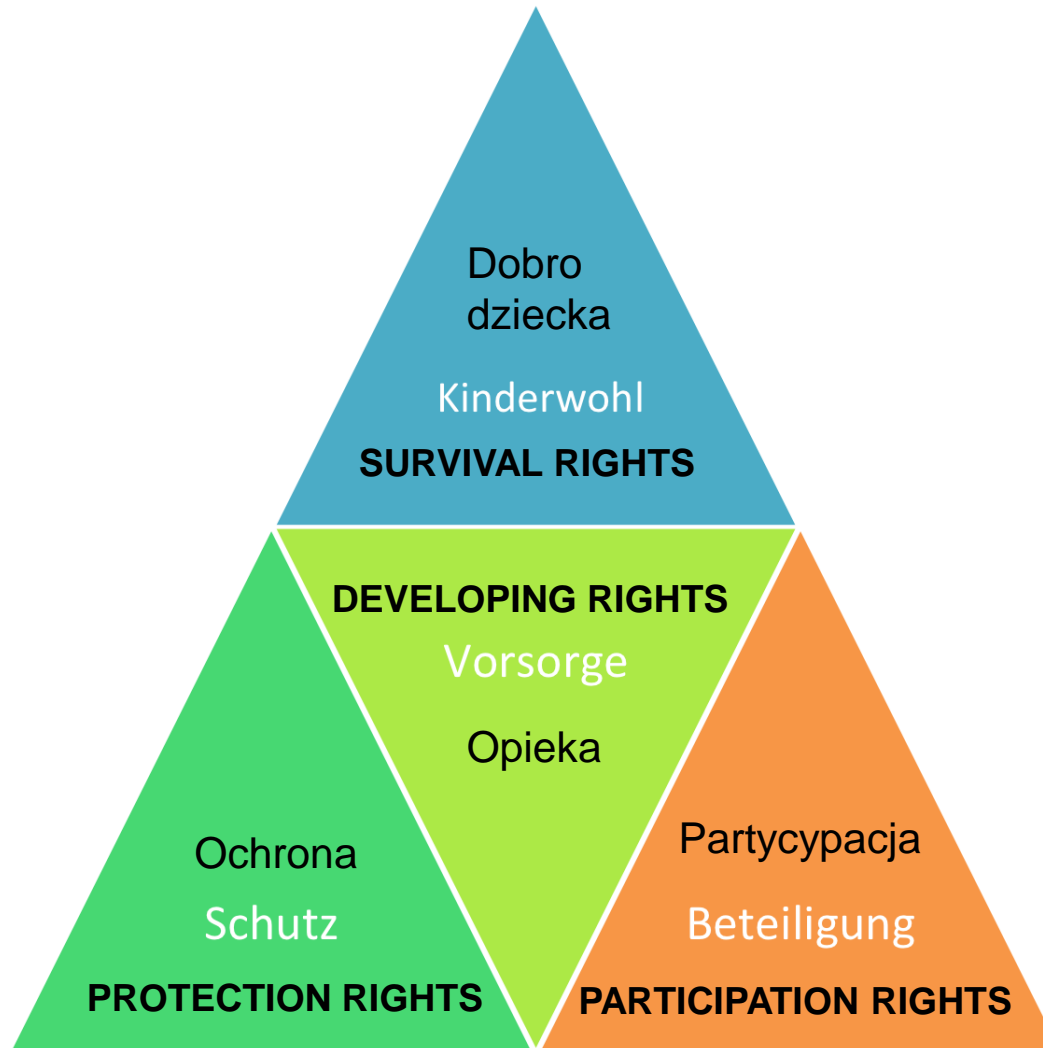 Dobro
dziecka
Kinderwohl
SURVIVAL RIGHTS
DEVELOPING RIGHTS
Vorsorge
Opieka
Ochrona
Schutz
PROTECTION RIGHTS
Partycypacja
Beteiligung
PARTICIPATION RIGHTS